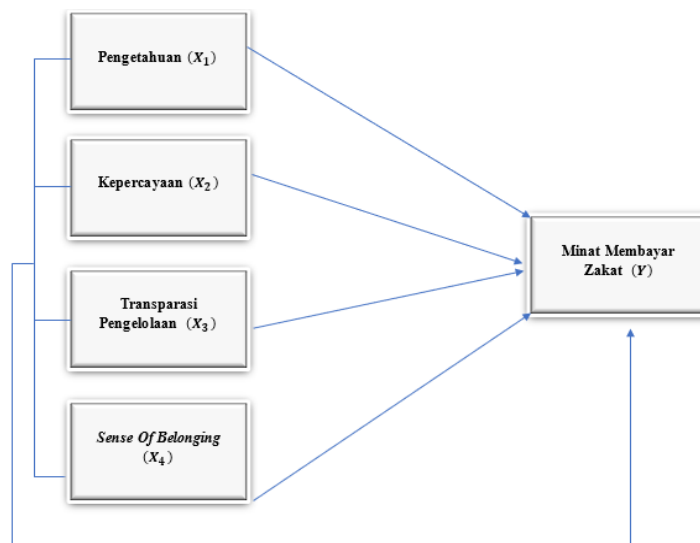 Pengetahuan (X₁)
Kepercayaan (X₂)
Transparasi
Pengelolaan (X₃)
Sense Of Belonging
(X₄)
Minat Membayar
Zakat (Y)